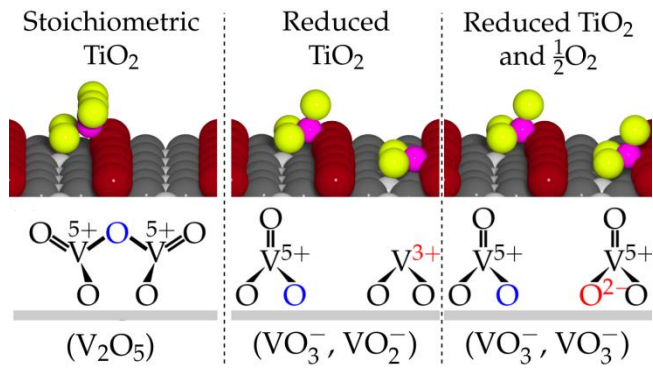 Stoichiometric
TiO₂
Reduced
TiO₂
Reduced TiO₂
and ½O₂
5+ 5+
O V O V O
O O
(V₂O₅)
O
V⁵⁺ V³⁺
O O O O
(VO₃⁻, VO₂⁻)
O
V⁵⁺ V⁵⁺
O O O²⁻ O
(VO₃⁻, VO₃⁻)